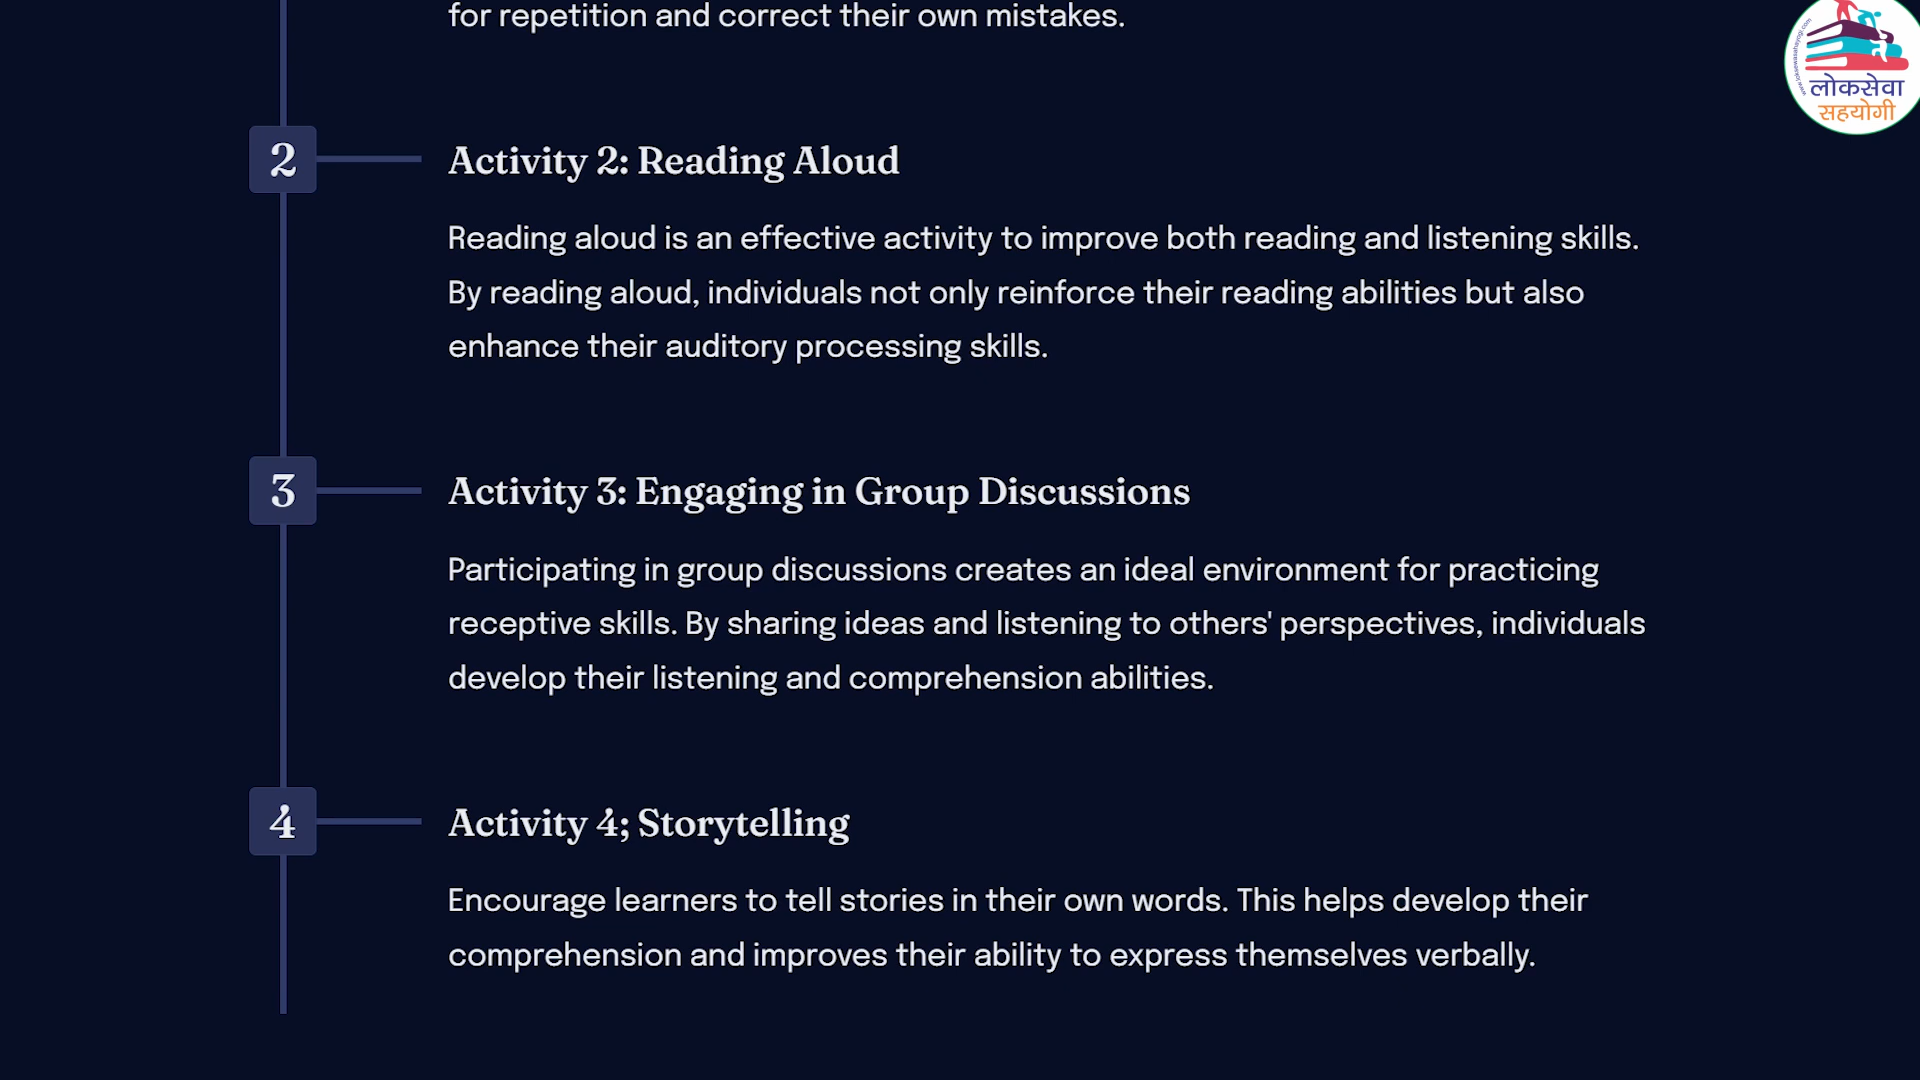 for repetition and correct their own mistakes.
www.loksewasahayogi.com
लोकसेवा
सहयोगी
2
Activity 2: Reading Aloud
Reading aloud is an effective activity to improve both reading and listening skills.
By reading aloud, individuals not only reinforce their reading abilities but also
enhance their auditory processing skills.
3
Activity 3: Engaging in Group Discussions
Participating in group discussions creates an ideal environment for practicing
receptive skills. By sharing ideas and listening to others' perspectives, individuals
develop their listening and comprehension abilities.
4
Activity 4; Storytelling
Encourage learners to tell stories in their own words. This helps develop their
comprehension and improves their ability to express themselves verbally.